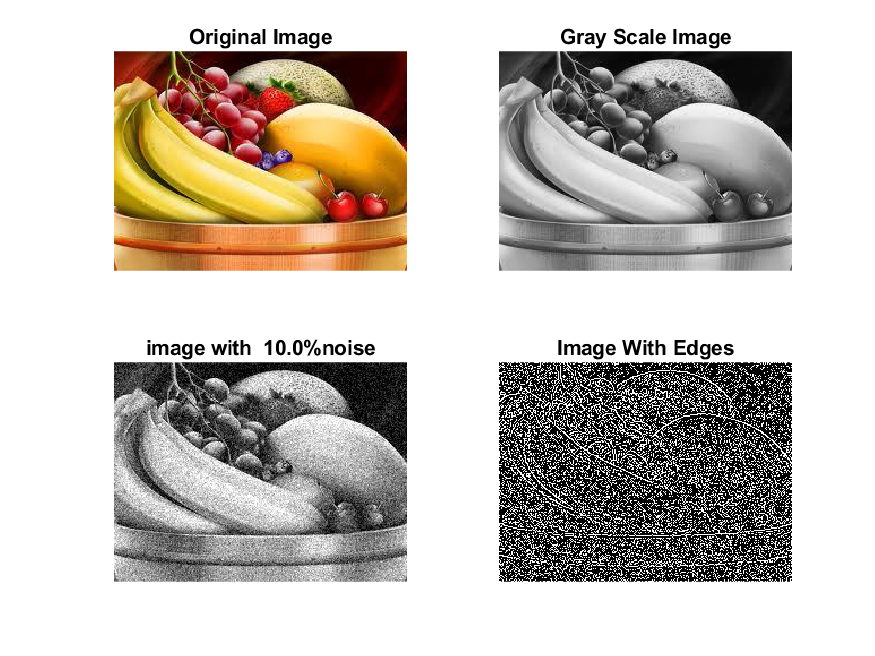 Original Image
Gray Scale Image
image with  10.0%noise
Image With Edges